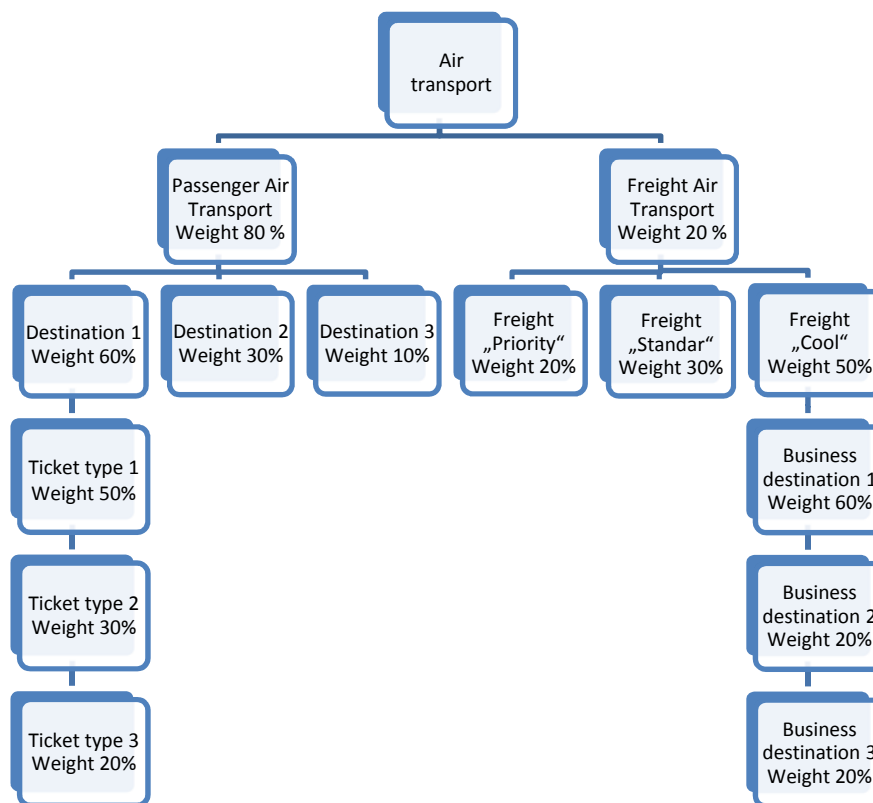 Air
transport
Passenger Air
Transport
Weight 80 %
Freight Air
Transport
Weight 20 %
Destination 1
Weight 60%
Destination 2
Weight 30%
Destination 3
Weight 10%
Freight
„Priority“
Weight 20%
Freight
„Standar“
Weight 30%
Freight
„Cool“
Weight 50%
Ticket type 1
Weight 50%
Business
destination 1
Weight 60%
Ticket type 2
Weight 30%
Business
destination 2
Weight 20%
Ticket type 3
Weight 20%
Business
destination 3
Weight 20%